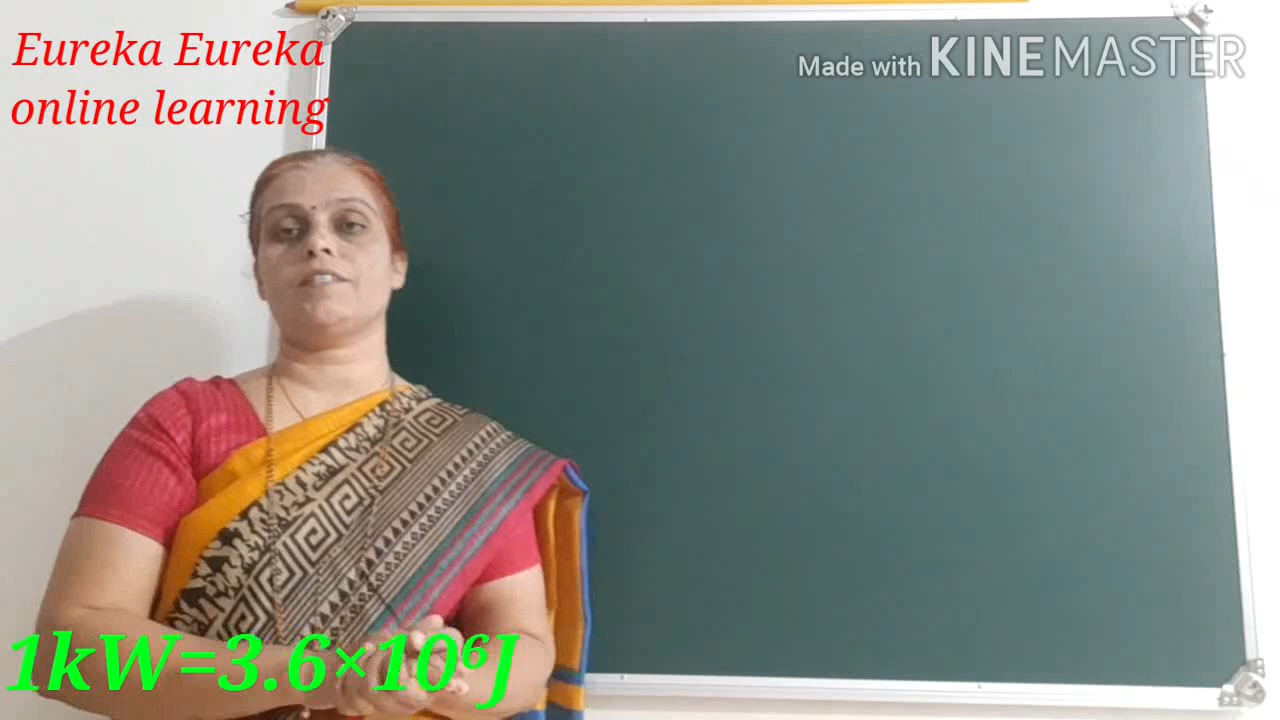 Eureka Eureka
online learning
Made with KINEMASTER
1kW=3.6×10⁶J